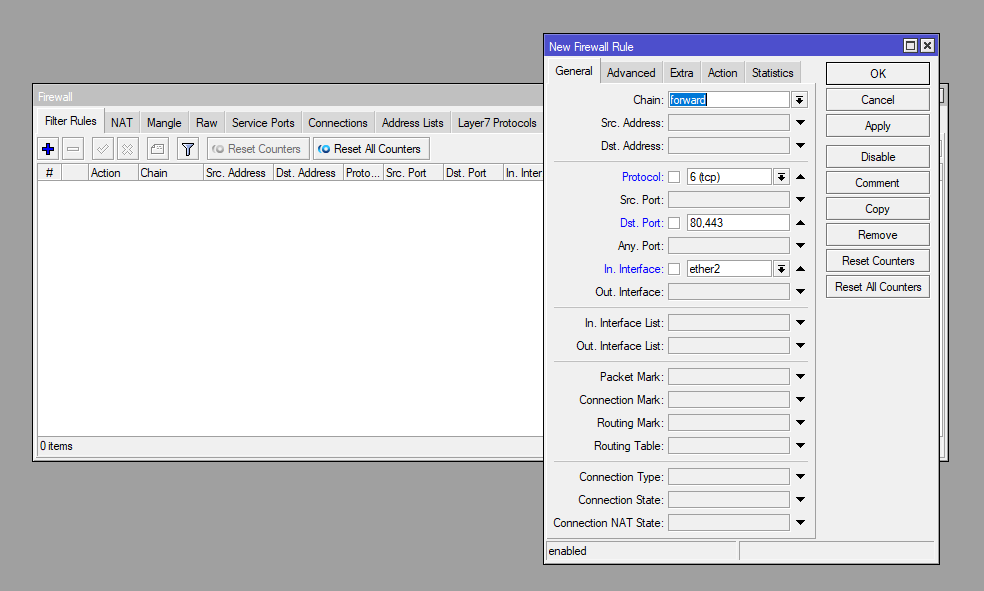 Firewall
Filter Rules NAT Mangle Raw Service Ports Connections Address Lists Layer7 Protocols
Reset Counters Reset All Counters
# Action Chain Src. Address Dst. Address Proto... Src. Port Dst. Port In. Inter
0 items
New Firewall Rule
General Advanced Extra Action Statistics
Chain: forward
Src. Address:
Dst. Address:
Protocol: 6 (tcp)
Src. Port:
Dst. Port: 80,443
Any. Port:
In. Interface: ether2
Out. Interface:
In. Interface List:
Out. Interface List:
Packet Mark:
Connection Mark:
Routing Mark:
Routing Table:
Connection Type:
Connection State:
Connection NAT State:
enabled
OK
Cancel
Apply
Disable
Comment
Copy
Remove
Reset Counters
Reset All Counters